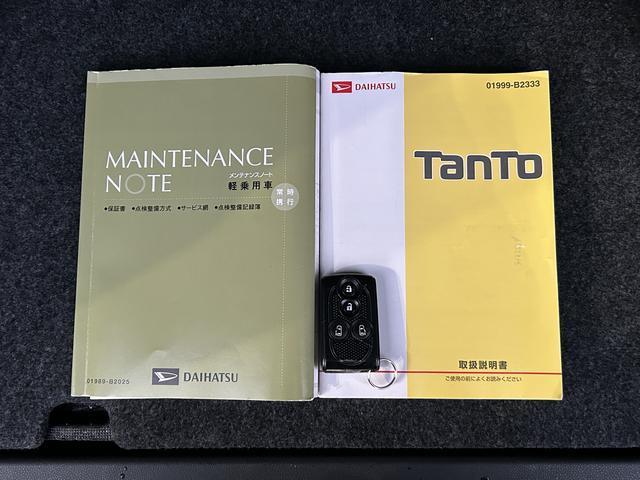 MAINTENANCE
NOTE
メンテナンスノート
軽乗用車
常時
携行
●保証書 ●点検整備方式 ●サービス網 ●点検整備記録簿
01989-B2025
DAIHATSU
DAIHATSU
01999-B2333
TanTo
取扱説明書
ご使用の前によくお読みください